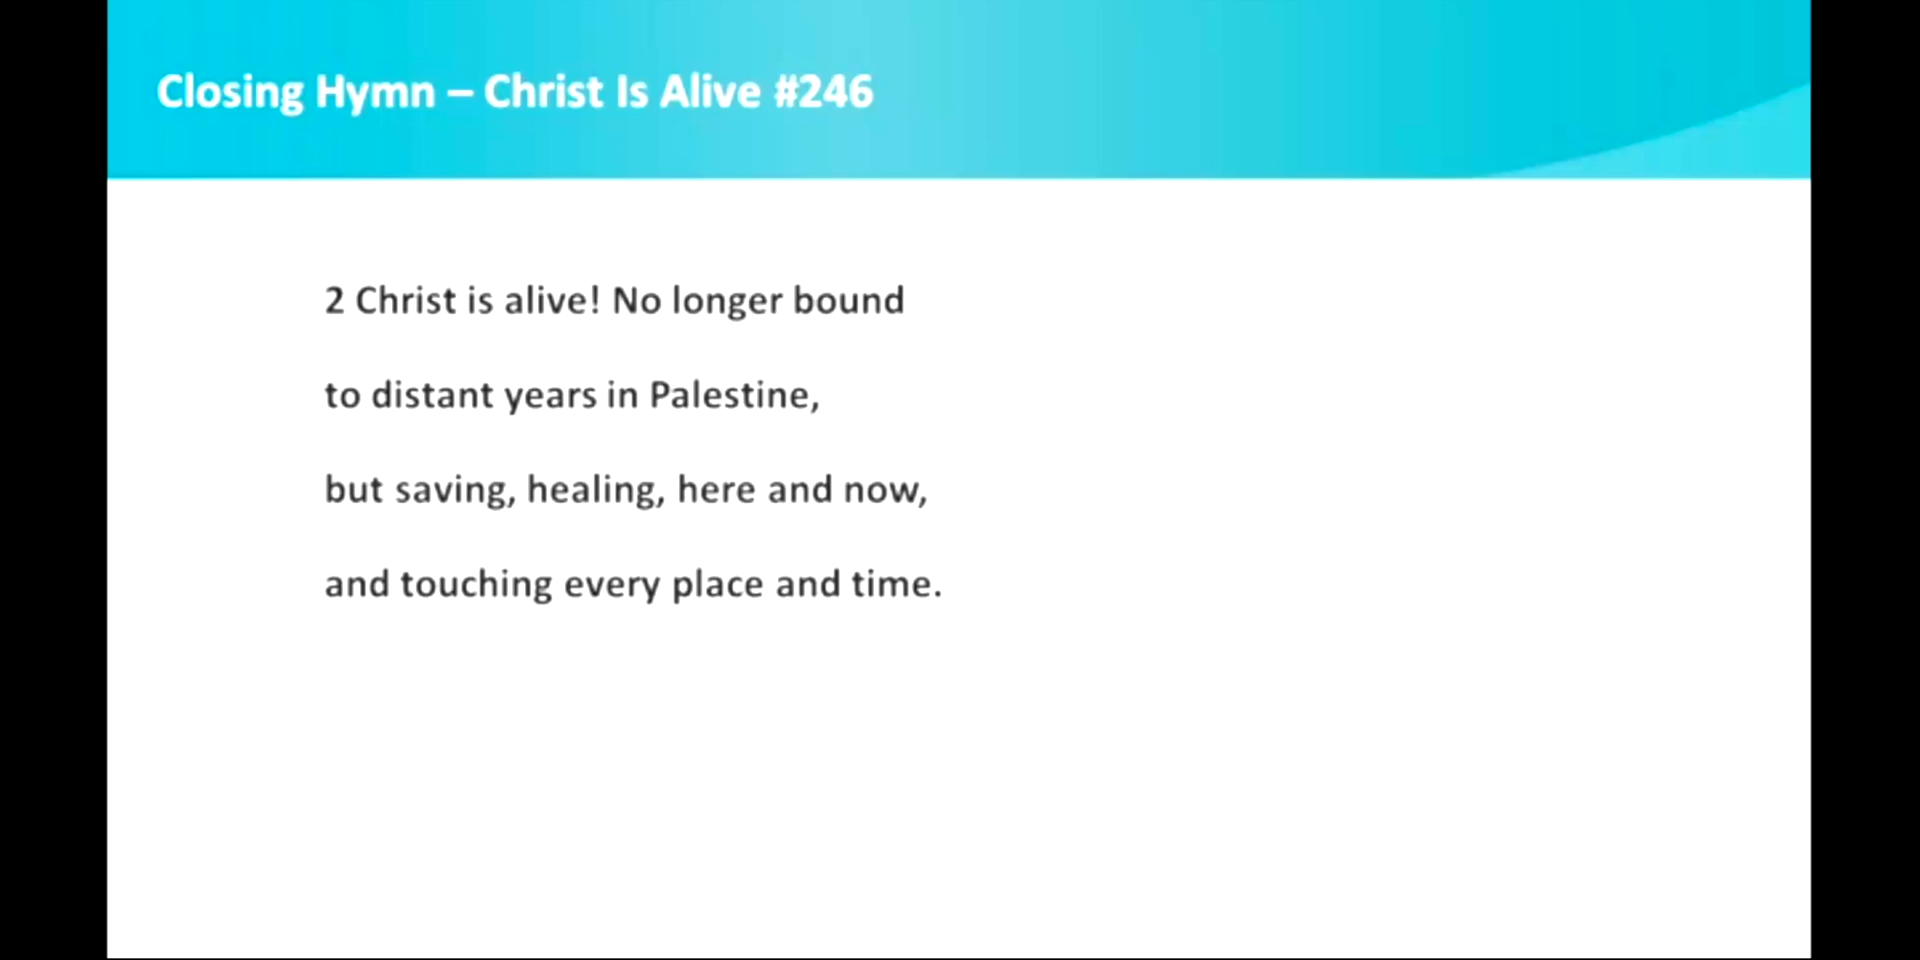 Closing Hymn – Christ Is Alive #246
2 Christ is alive! No longer bound
to distant years in Palestine,
but saving, healing, here and now,
and touching every place and time.